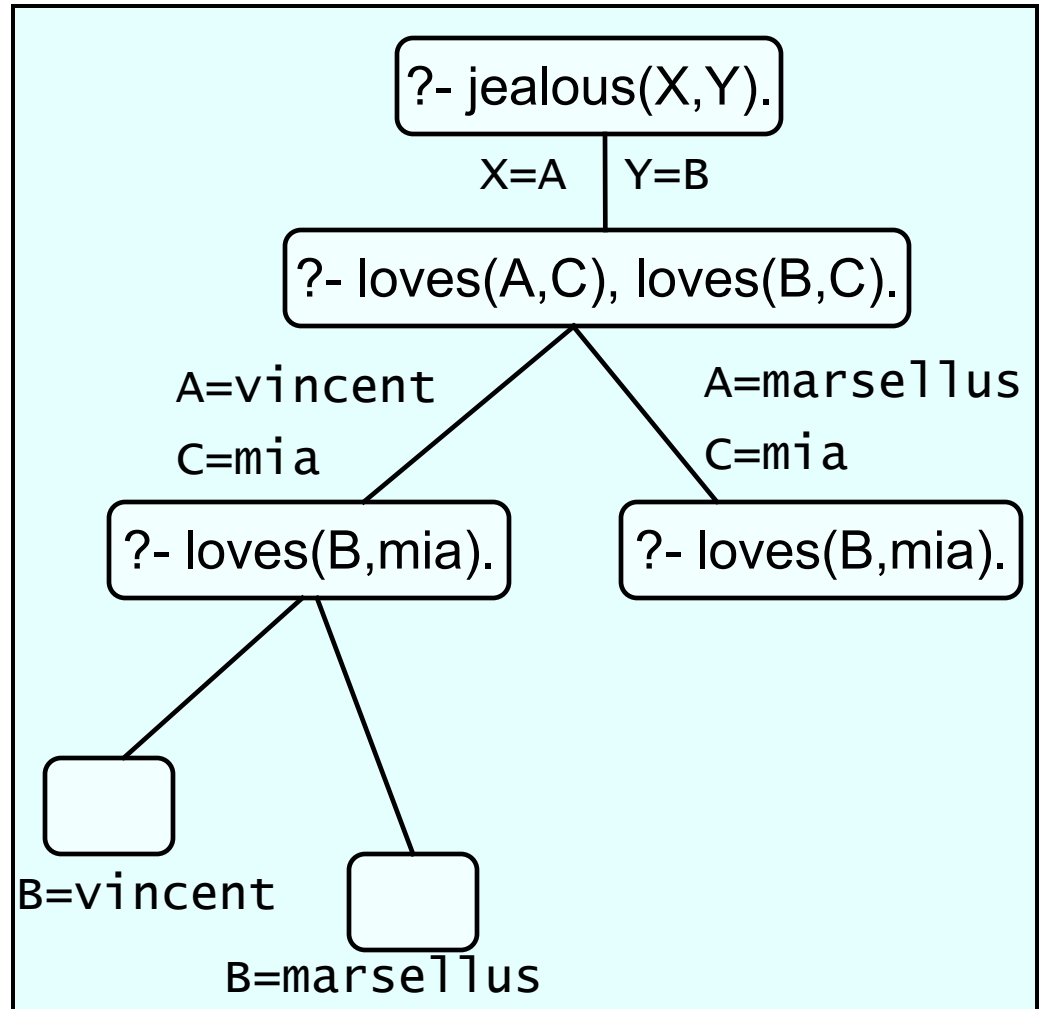 ?- jealous(X,Y).
X=A Y=B
?- loves(A,C), loves(B,C).
A=vincent
C=mia
A=marsellus
C=mia
?- loves(B,mia).
?- loves(B,mia).
B=vincent
B=marsellus